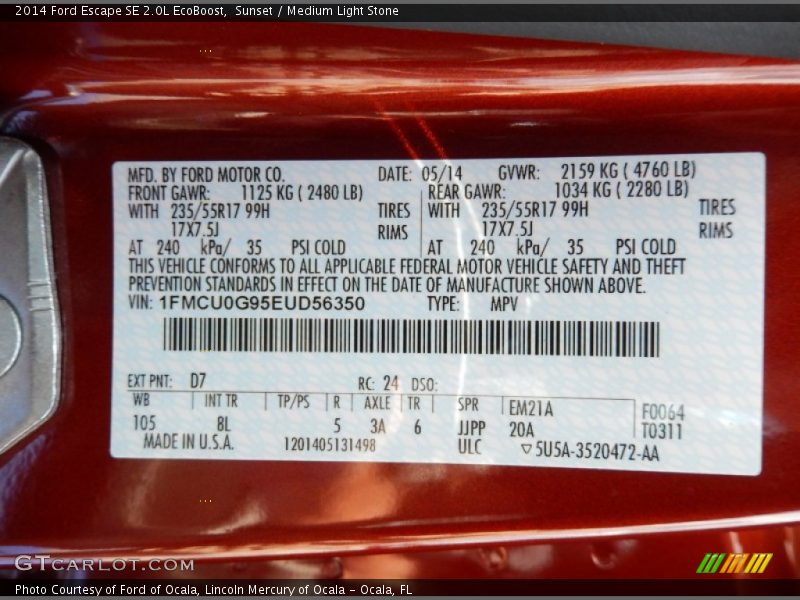 2014 Ford Escape SE 2.0L EcoBoost, Sunset / Medium Light Stone
MFD. BY FORD MOTOR CO. DATE: 05/14 GVWR: 2159 KG ( 4760 LB)
FRONT GAWR: 1125 KG ( 2480 LB) REAR GAWR: 1034 KG ( 2280 LB)
WITH 235/55R17 99H TIRES WITH 235/55R17 99H TIRES
17X7.5J RIMS 17X7.5J RIMS
AT 240 kPa/ 35 PSI COLD AT 240 kPa/ 35 PSI COLD
THIS VEHICLE CONFORMS TO ALL APPLICABLE FEDERAL MOTOR VEHICLE SAFETY AND THEFT
PREVENTION STANDARDS IN EFFECT ON THE DATE OF MANUFACTURE SHOWN ABOVE.
VIN: 1FMCU0G95EUD56350 TYPE: MPV
EXT PNT: D7 RC: 24 DSO:
WB INT TR TP/PS R AXLE TR SPR EM21A F0064
105 8L 5 3A 6 JJPP 20A T0311
MADE IN U.S.A. 1201405131498 ULC ▽5U5A-3520472-AA
GTCARLOT.COM
Photo Courtesy of Ford of Ocala, Lincoln Mercury of Ocala - Ocala, FL